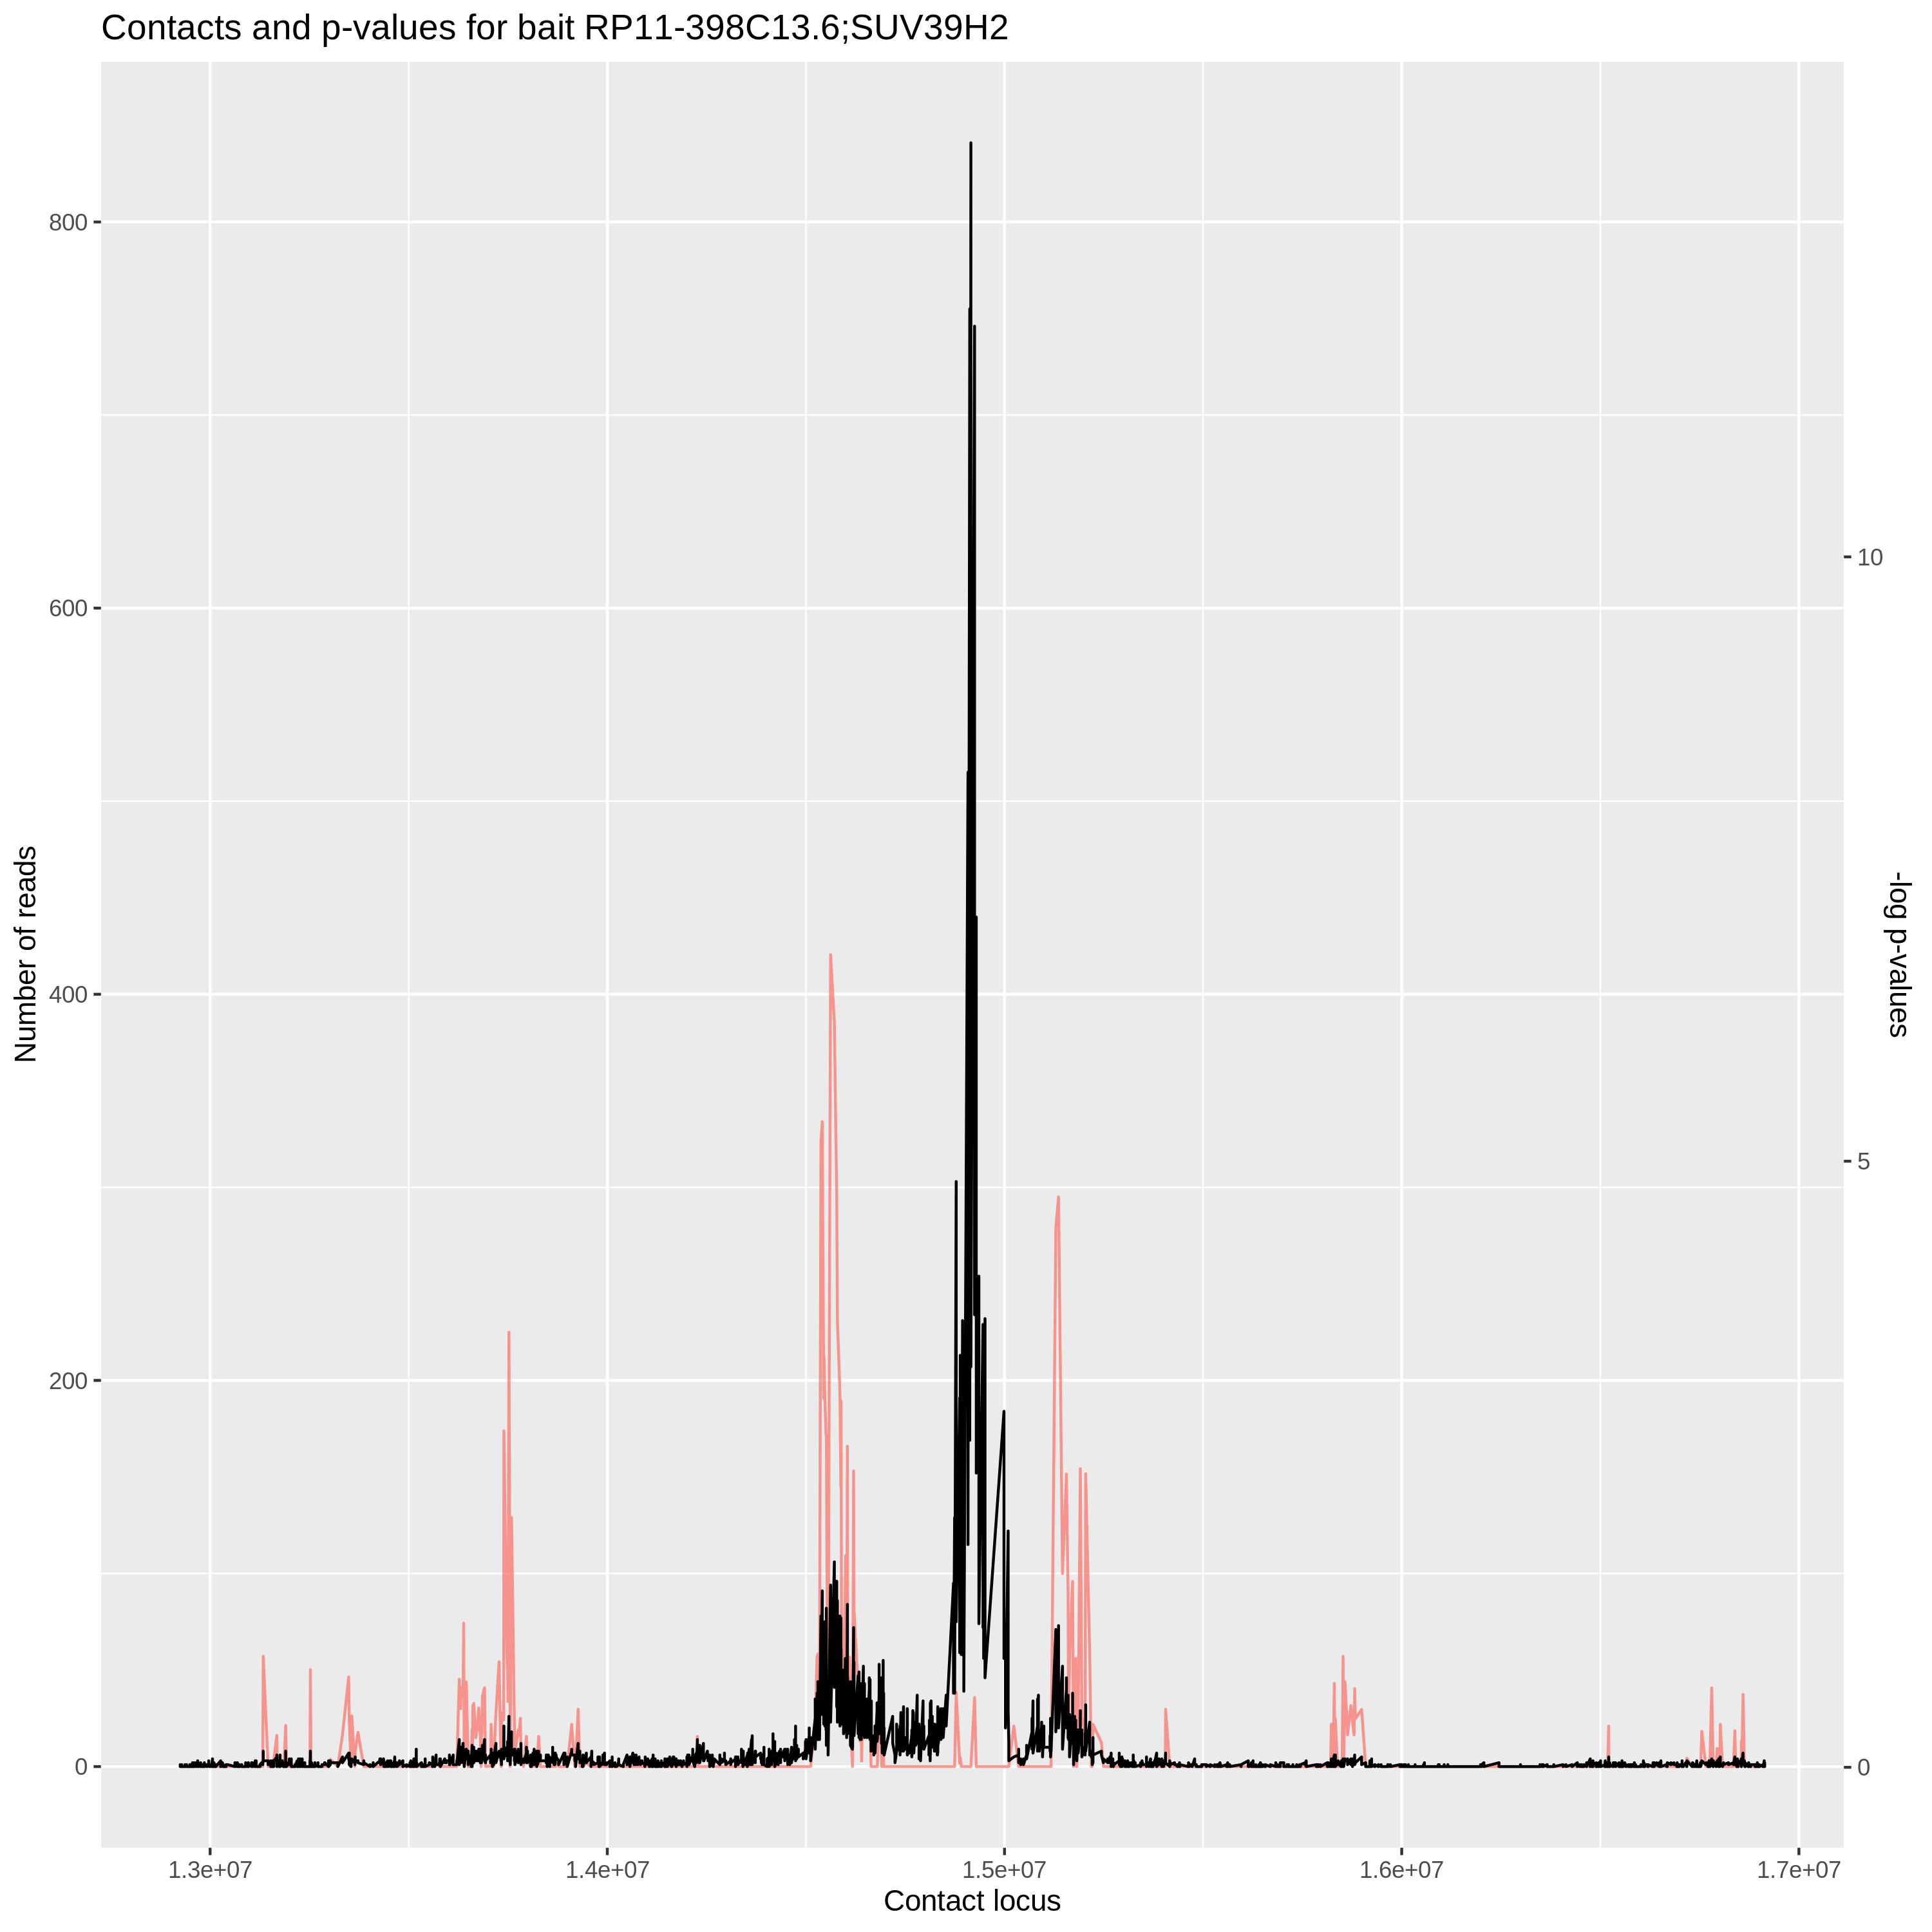 Contacts and p-values for bait RP11-398C13.6;SUV39H2
800
600
400
200
0
Number of reads
10
5
0
-log p-values
1.3e+07
1.4e+07
1.5e+07
1.6e+07
1.7e+07
Contact locus